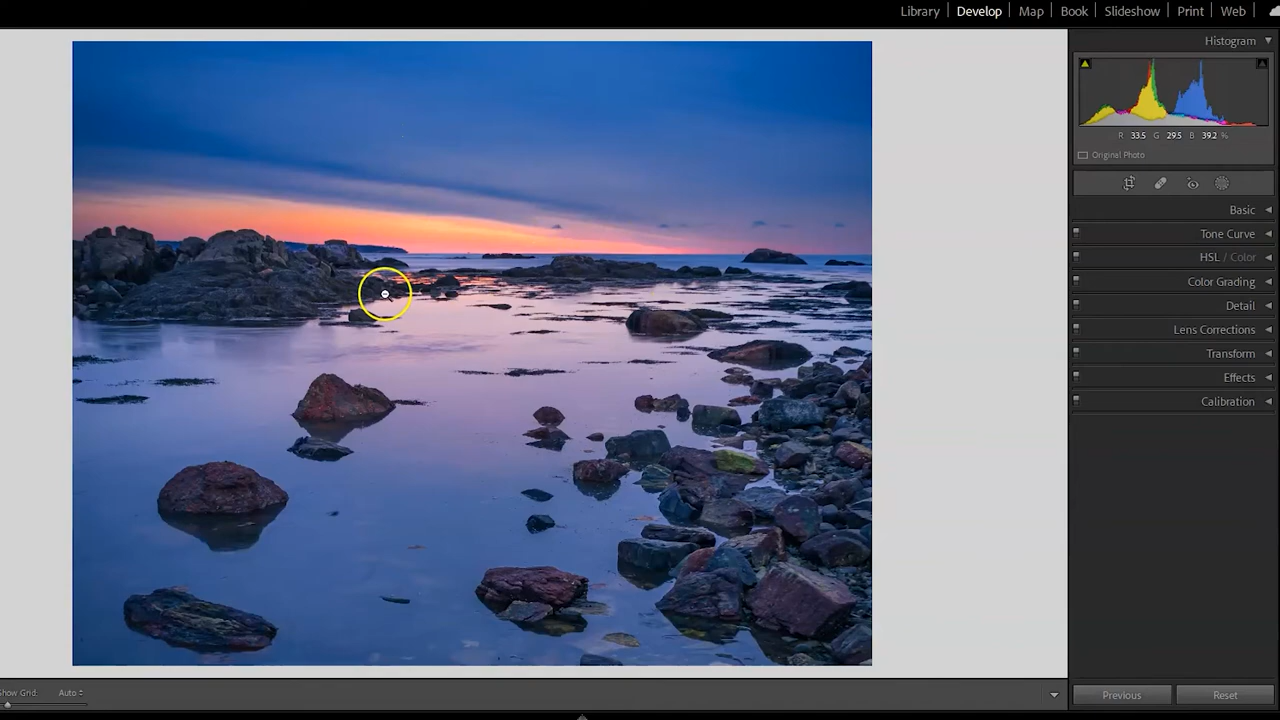 Library Develop Map Book Slideshow Print Web
Histogram
R 33.5 G 29.5 B 39.2 %
Original Photo
Basic
Tone Curve
HSL / Color
Color Grading
Detail
Lens Corrections
Transform
Effects
Calibration
Show Grid: Auto
Previous Reset